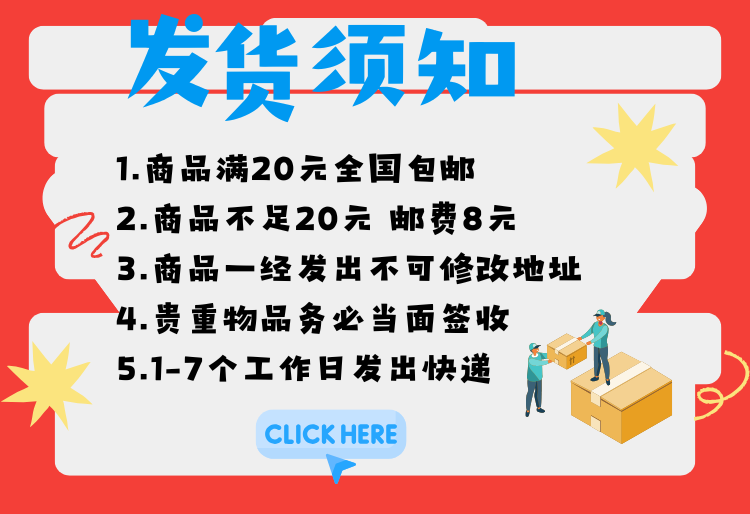 发货须知
1.商品满20元全国包邮
2.商品不足20元 邮费8元
3.商品一经发出不可修改地址
4.贵重物品务必当面签收
5.1-7个工作日发出快递
CLICK HERE